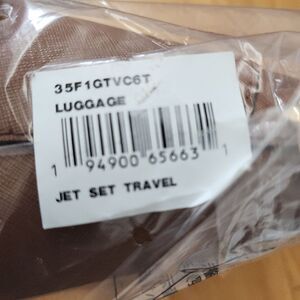 35F1GTVC6T
LUGGAGE
1 94900 65663 1
JET SET TRAVEL